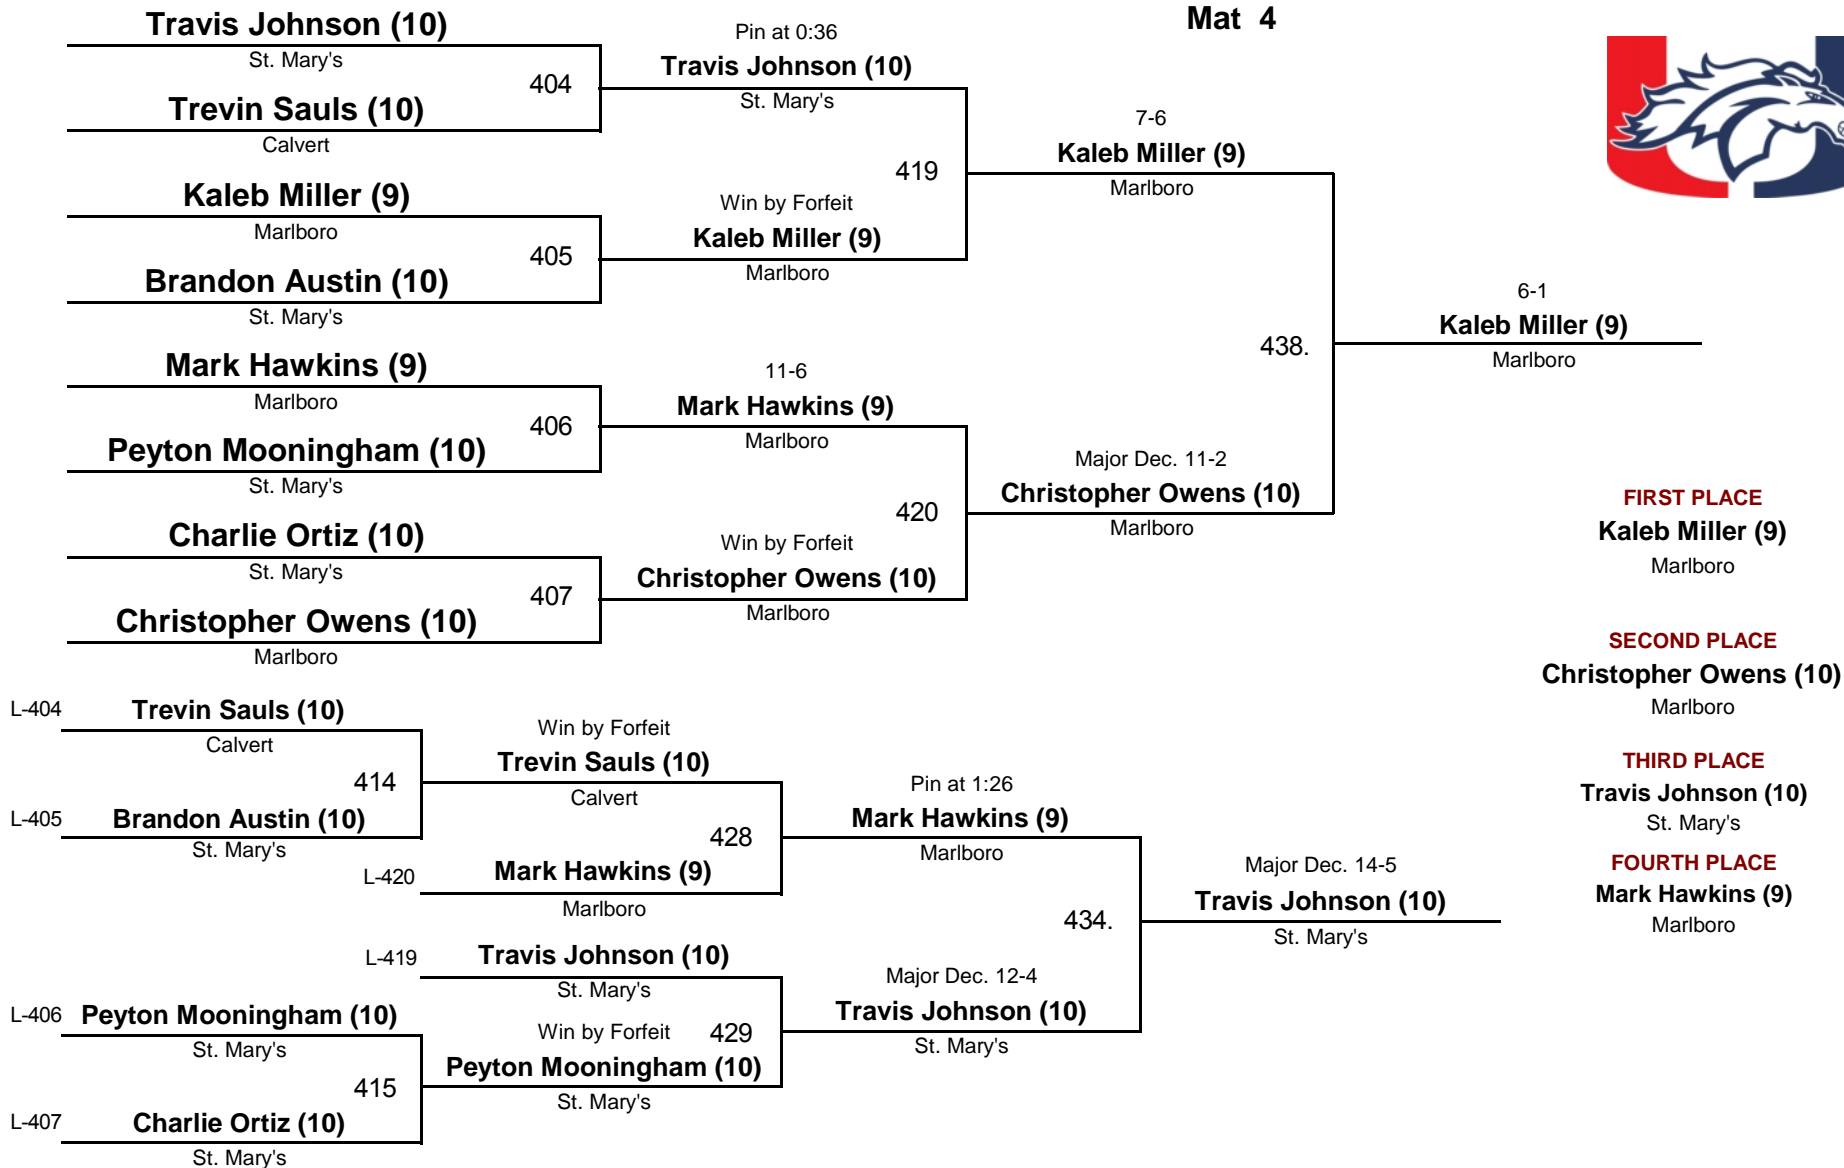 Mat 4
Travis Johnson (10)
St. Mary's
404
Trevin Sauls (10)
Calvert
Kaleb Miller (9)
Marlboro
405
Brandon Austin (10)
St. Mary's
Mark Hawkins (9)
Marlboro
406
Peyton Mooningham (10)
St. Mary's
Charlie Ortiz (10)
St. Mary's
407
Christopher Owens (10)
Marlboro
Pin at 0:36
Travis Johnson (10)
St. Mary's
419
Win by Forfeit
Kaleb Miller (9)
Marlboro
11-6
Mark Hawkins (9)
Marlboro
420
Win by Forfeit
Christopher Owens (10)
Marlboro
7-6
Kaleb Miller (9)
Marlboro
438.
Major Dec. 11-2
Christopher Owens (10)
Marlboro
6-1
Kaleb Miller (9)
Marlboro
FIRST PLACE
Kaleb Miller (9)
Marlboro
SECOND PLACE
Christopher Owens (10)
Marlboro
THIRD PLACE
Travis Johnson (10)
St. Mary's
FOURTH PLACE
Mark Hawkins (9)
Marlboro
L-404
Trevin Sauls (10)
Calvert
414
L-405
Brandon Austin (10)
St. Mary's
Win by Forfeit
Trevin Sauls (10)
Calvert
428
L-420
Mark Hawkins (9)
Marlboro
L-419
Travis Johnson (10)
St. Mary's
L-406
Peyton Mooningham (10)
St. Mary's
415
L-407
Charlie Ortiz (10)
St. Mary's
Win by Forfeit
429
Peyton Mooningham (10)
St. Mary's
Pin at 1:26
Mark Hawkins (9)
Marlboro
434.
Major Dec. 12-4
Travis Johnson (10)
St. Mary's
Major Dec. 14-5
Travis Johnson (10)
St. Mary's